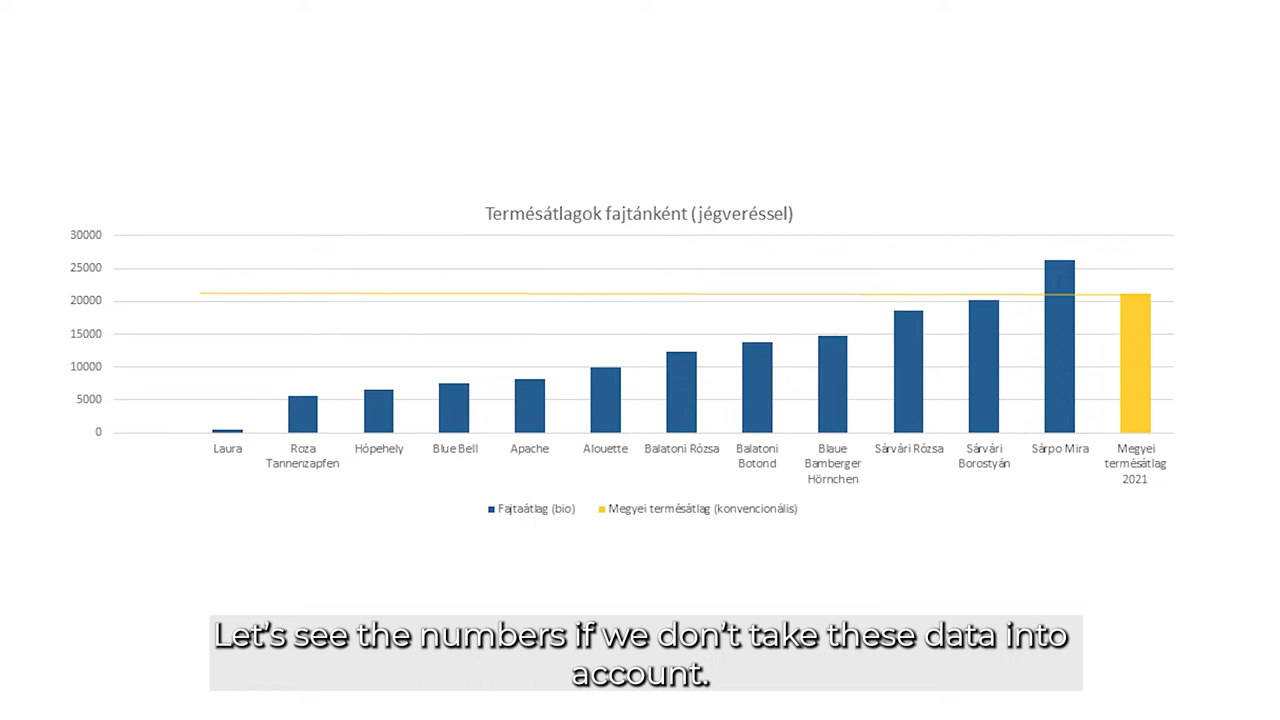 Termésátlagok fajtánként (jégveréssel)
30000
25000
20000
15000
10000
5000
0
Laura
Roza
Tannenzapfen
Hópehely
Blue Bell
Apache
Alouette
Balatoni Rózsa
Balatoni
Botond
Blaue
Bamberger
Hörnchen
Sárvári Rózsa
Sárvári
Borostyán
Sárpo Mira
Megyei
termésátlag
2021
Fajtaátlag (bio)
Megyei termésátlag (konvencionális)
Let's see the numbers if we don't take these data into
account.